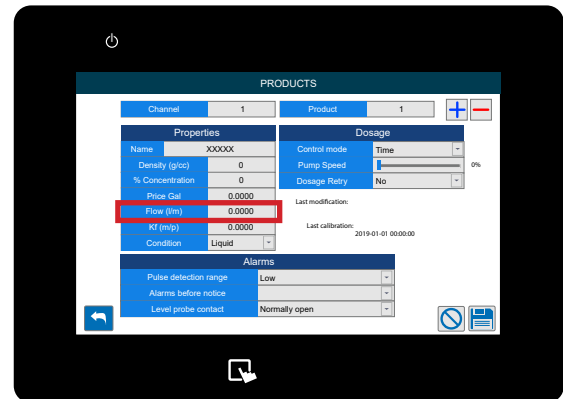 PRODUCTS
Channel 1 Product 1
Properties
Name XXXXX
Density (g/cc) 0
% Concentration 0
Price Gal 0.0000
Flow (l/m) 0.0000
Kf (m/p) 0.0000
Condition Liquid
Dosage
Control mode Time
Pump Speed 0%
Dosage Retry No
Last modification:
Last calibration:
2019-01-01 00:00:00
Alarms
Pulse detection range Low
Alarms before notice
Level probe contact Normally open